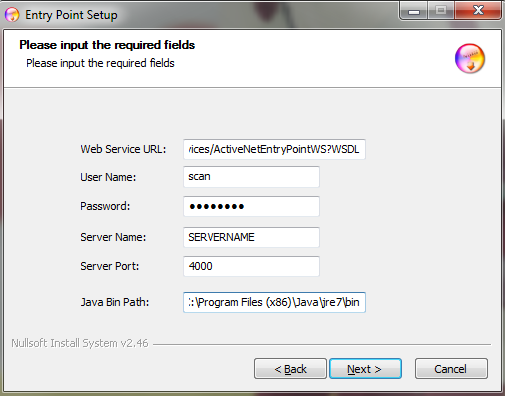 Entry Point Setup
Please input the required fields
Please input the required fields
Web Service URL: vices/ActiveNetEntryPointWS?WSDL
User Name: scan
Password: ●●●●●●●●
Server Name: SERVERNAME
Server Port: 4000
Java Bin Path: :\Program Files (x86)\Java\jre7\bin
Nullsoft Install System v2.46
< Back Next > Cancel